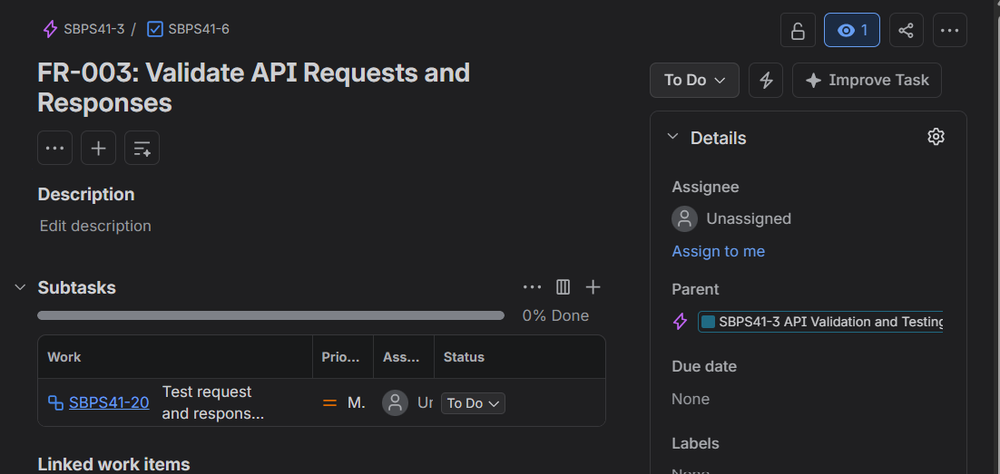 SBPS41-3 / SBPS41-6
1
FR-003: Validate API Requests and
Responses
To Do
Improve Task
Details
Description
Edit description
Assignee
Unassigned
Assign to me
Subtasks
0% Done
Parent
SBPS41-3 API Validation and Testing
Work Prio... Ass... Status
SBPS41-20 Test request
and respons...
M. Ur To Do
Due date
None
Labels
None
Linked work items